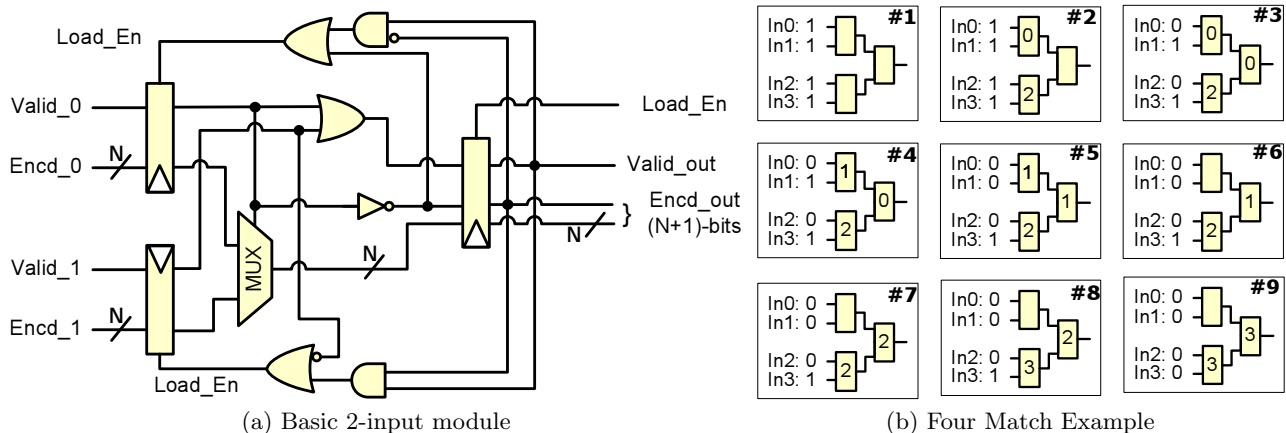 Load_En
Valid_0
Encd_0
N
Valid_1
Encd_1
N
Load_En
MUX
N
Load_En
Valid_out
Encd_out
(N+1)-bits
N
}
(a) Basic 2-input module
#1
In0: 1
In1: 1
In2: 1
In3: 1
#2
In0: 1
In1: 1
In2: 1
In3: 1
0
2
#3
In0: 0
In1: 1
In2: 0
In3: 1
0
2
0
#4
In0: 0
In1: 1
In2: 0
In3: 1
1
2
0
#5
In0: 0
In1: 0
In2: 0
In3: 1
1
2
1
#6
In0: 0
In1: 0
In2: 0
In3: 1
2
1
#7
In0: 0
In1: 0
In2: 0
In3: 1
2
2
#8
In0: 0
In1: 0
In2: 0
In3: 1
3
2
#9
In0: 0
In1: 0
In2: 0
In3: 0
3
3
(b) Four Match Example